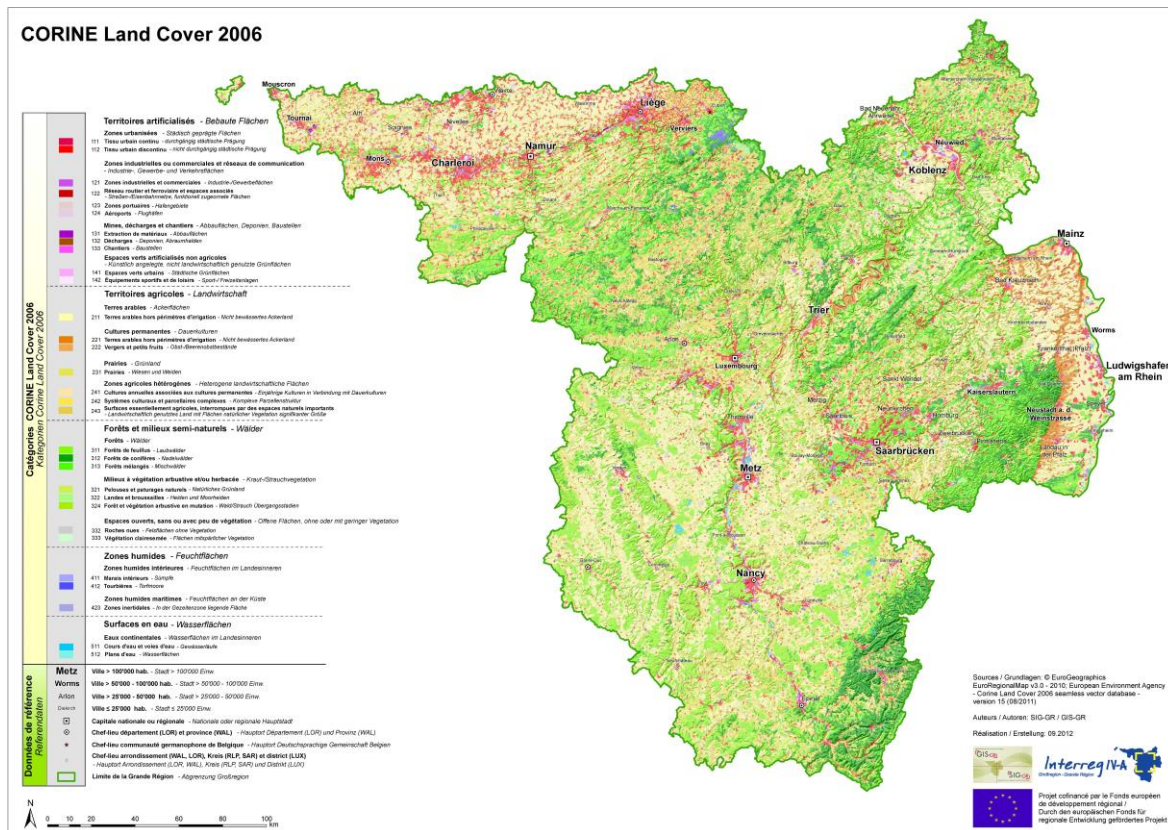 CORINE Land Cover 2006
Catégories CORINE Land Cover 2006
Kategorien Corine Land Cover 2006
Territoires artificialisés - Bebaute Flächen
Zones urbanisées - Städtisch geprägte Flächen
111 Tissu urbain continu - durchgängig städtische Prägung
112 Tissu urbain discontinu - nicht durchgängig städtische Prägung
Zones industrielles ou commerciales et réseaux de communication
- Industrie-, Gewerbe- und Verkehrsflächen
121 Zones industrielles et commerciales - Industrie-/Gewerbeflächen
122 Réseau routier et ferroviaire et espaces associés
- Straßen-/Eisenbahnnetze, funktionell zugeordnete Flächen
123 Zones portuaires - Hafengebiete
124 Aéroports - Flughäfen
Mines, décharges et chantiers - Abbauflächen, Deponien, Baustellen
131 Extraction de matériaux - Abbauflächen
132 Décharges - Deponien, Abraumhalden
133 Chantiers - Baustellen
Espaces verts artificialisés non agricoles
- Künstlich angelegte, nicht landwirtschaftlich genutzte Grünflächen
141 Espaces verts urbains - Städtische Grünflächen
142 Equipements sportifs et de loisirs - Sport-/Freizeitanlagen
Territoires agricoles - Landwirtschaft
Terres arables - Ackerflächen
211 Terres arables hors périmètres d'irrigation - Nicht bewässertes Ackerland
Cultures permanentes - Dauerkulturen
221 Terres arables hors périmètres d'irrigation - Nicht bewässertes Ackerland
222 Vergers et petits fruits - Obst-/Beerenobstbestände
Prairies - Grünland
231 Prairies - Wiesen und Weiden
Zones agricoles hétérogènes - Heterogene landwirtschaftliche Flächen
241 Cultures annuelles associées aux cultures permanentes - Einjährige Kulturen in Verbindung mit Dauerkulturen
242 Systèmes culturaux et parcellaires complexes - Komplexe Parzellenstruktur
243 Surfaces essentiellement agricoles, interrompues par des espaces naturels importants
- Landwirtschaftlich genutztes Land mit Flächen natürlicher Vegetation signifikanter Größe
Forêts et milieux semi-naturels - Wälder
Forêts - Wälder
311 Forêts de feuillus - Laubwälder
312 Forêts de conifères - Nadelwälder
313 Forêts mélangés - Mischwälder
Milieux à végétation arbustive et/ou herbacée - Kraut-/Strauchvegetation
321 Pelouses et paturages naturels - Natürliches Grünland
322 Landes et broussailles - Heiden und Moorheiden
324 Forêt et végétation arbustive en mutation - Wald/Strauch Übergangsstadien
Espaces ouverts, sans ou avec peu de végétation - Offene Flächen, ohne oder mit geringer Vegetation
332 Roches nues - Felsflächen ohne Vegetation
333 Végétation clairsemée - Flächen mit spärlicher Vegetation
Zones humides - Feuchtflächen
Zones humides intérieures - Feuchtflächen im Landesinneren
411 Marais intérieurs - Sümpfe
412 Tourbières - Torfmoore
Zones humides maritimes - Feuchtflächen an der Küste
423 Zones intertidales - In der Gezeitenzone liegende Fläche
Surfaces en eau - Wasserflächen
Eaux continentales - Wasserflächen im Landesinneren
511 Cours d'eau et voies d'eau - Gewässerläufe
512 Plans d'eau - Wasserflächen
Données de référence
Referenzdaten
Metz Ville > 100'000 hab. - Stadt > 100'000 Einw.
Worms Ville > 50'000 - 100'000 hab. - Stadt > 50'000 - 100'000 Einw.
Arlon Ville > 25'000 - 50'000 hab. - Stadt > 25'000 - 50'000 Einw.
Ville ≤ 25'000 hab. - Stadt ≤ 25'000 Einw.
Capitale nationale ou régionale - Nationale oder regionale Hauptstadt
Chef-lieu département (LOR) et province (WAL) - Hauptort Département (LOR) und Provinz (WAL)
Chef-lieu communauté germanophone de Belgique - Hauptort Deutschsprachige Gemeinschaft Belgien
Chef-lieu arrondissement (WAL, LOR), Kreis (RLP, SAR) et district (LUX)
- Hauptort Arrondissement (LOR, WAL), Kreis (RLP, SAR) und District (LUX)
Limite de la Grande Région - Abgrenzung Großregion
N
0 10 20 40 60 80 100
km
Mouscron
Tournai
Ath
Soignies
Nivelles
Mons
Charleroi
Namur
Liège
Verviers
Neuwied
Koblenz
Mainz
Bad Kreuznach
Trier
Worms
Frankenthal (Pfalz)
Ludwigshafen
am Rhein
Arlon
Luxembourg
Sankt Wendel
Kaiserslautern
Merzig
Neunkirchen
Homburg
Neustadt a. d.
Weinstrasse
Thionville
Saarbrücken
Landau in
der Pfalz
Metz
Nancy
Epinal
Sources / Grundlagen: © EuroGeographics
EuroRegionalMap v3.0 - 2010; European Environment Agency
- Corine Land Cover 2006 seamless vector database -
version 15 (08/2011)
Auteurs / Autoren: SIG-GR / GIS-GR
Réalisation / Erstellung: 09.2012
GIS
SIG
Interreg IV-A
Großregion - Grande Région
Projet cofinancé par le Fonds européen
de développement régional /
Durch den europäischen Fonds für
regionale Entwicklung gefördertes Projekt